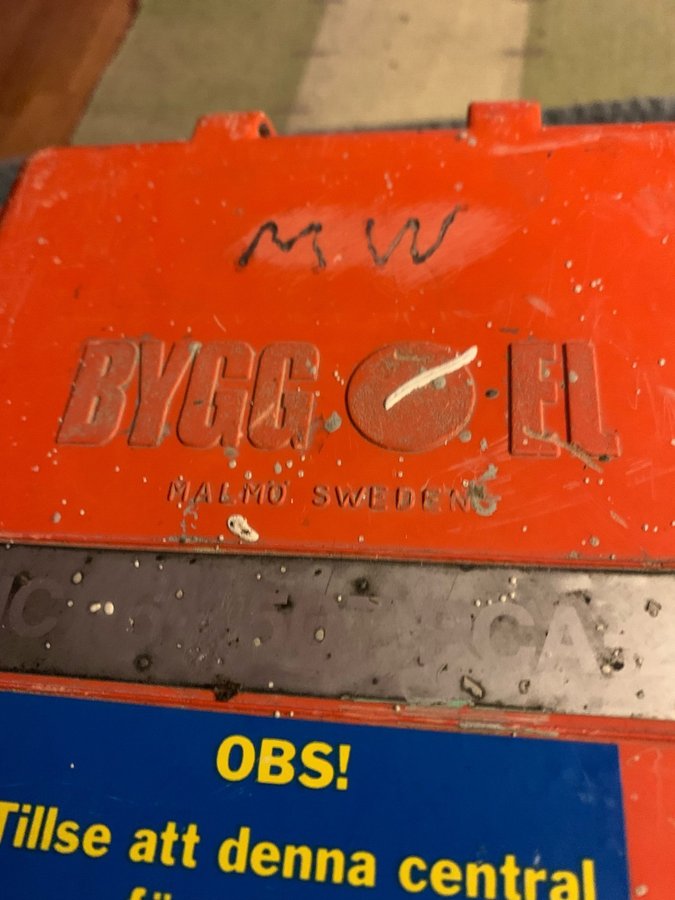 MW
BYGG EL
MALMÖ SWEDEN
OBS!
Tillse att denna central